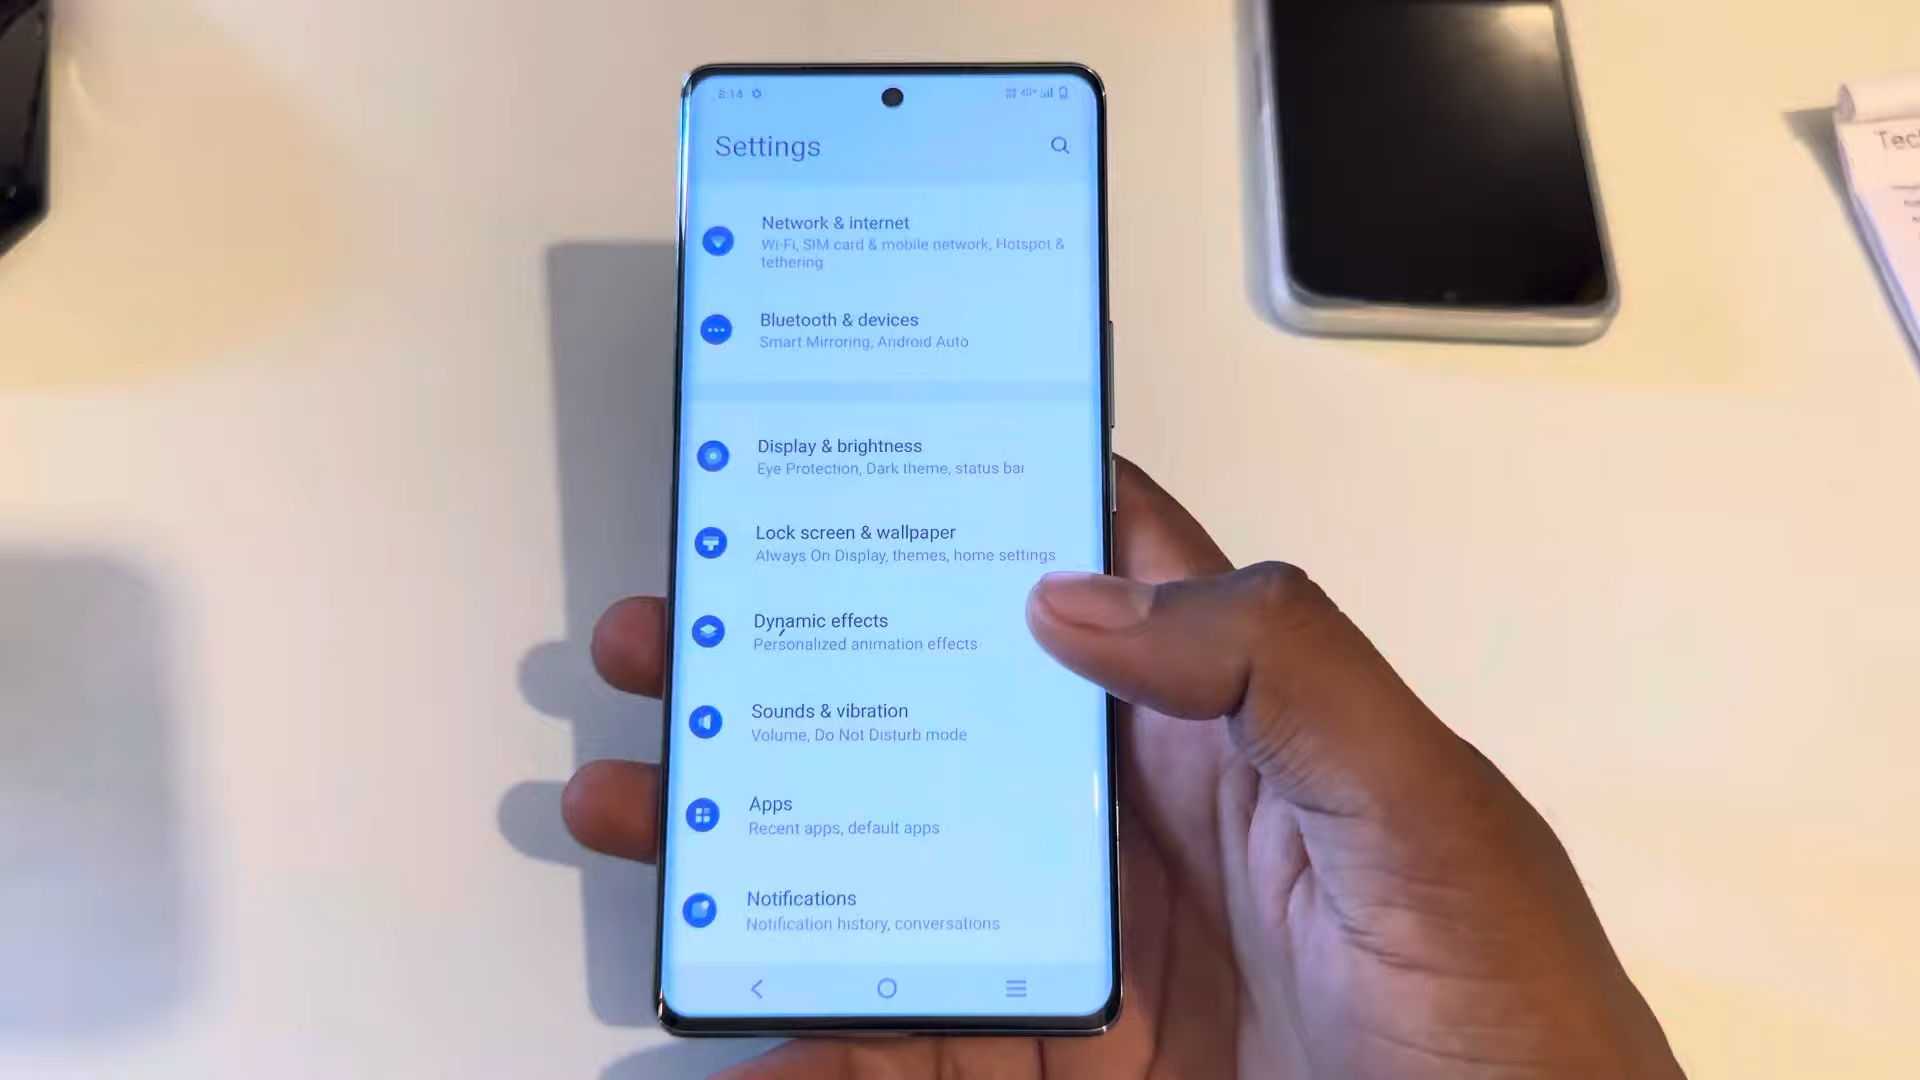 8:14
4G+
Settings
Network & internet
Wi-Fi, SIM card & mobile network, Hotspot &
tethering
Bluetooth & devices
Smart Mirroring, Android Auto
Display & brightness
Eye Protection, Dark theme, status bar
Lock screen & wallpaper
Always On Display, themes, home settings
Dynamic effects
Personalized animation effects
Sounds & vibration
Volume, Do Not Disturb mode
Apps
Recent apps, default apps
Notifications
Notification history, conversations
Tec